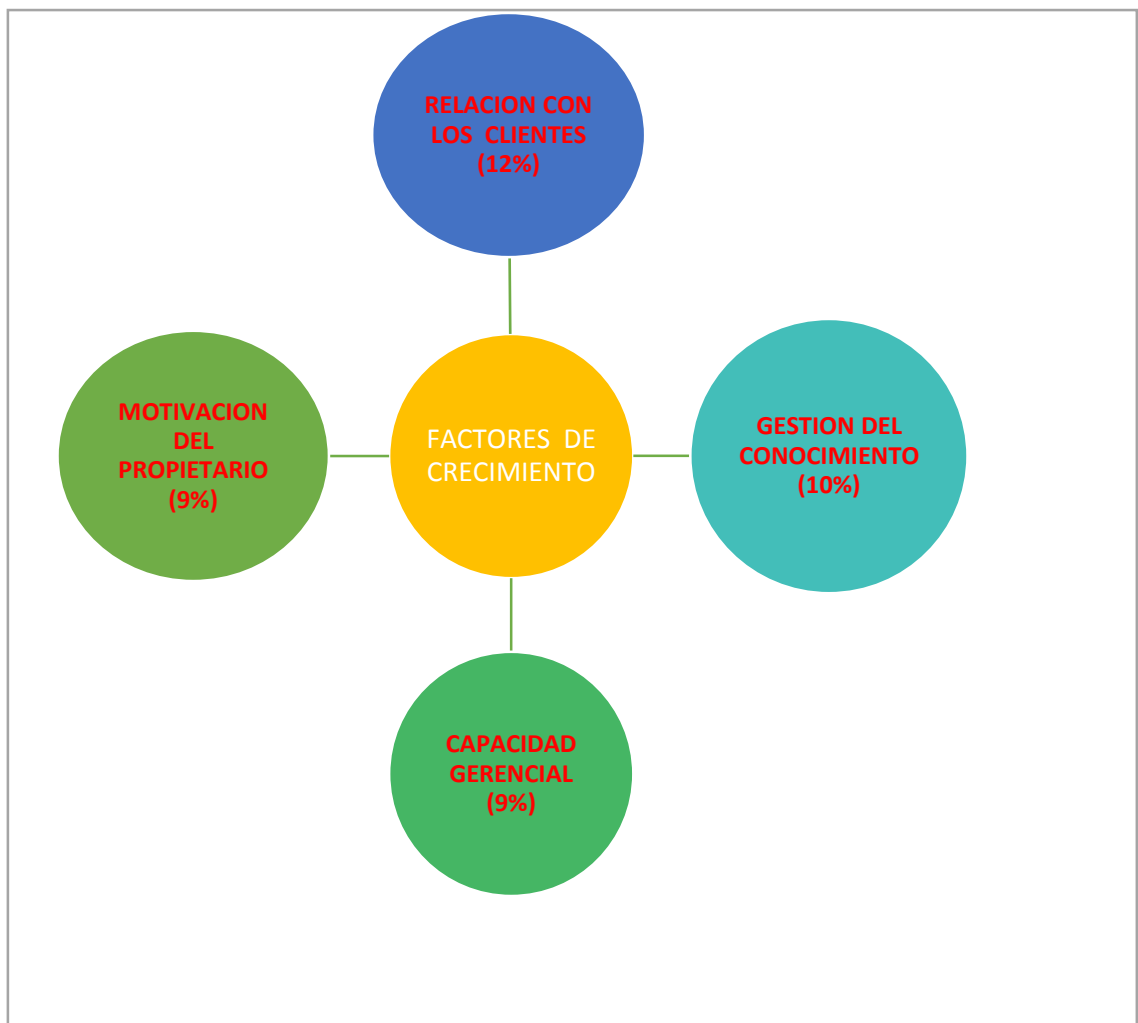 RELACION CON
LOS CLIENTES
(12%)
MOTIVACION
DEL
PROPIETARIO
(9%)
FACTORES DE
CRECIMIENTO
GESTION DEL
CONOCIMIENTO
(10%)
CAPACIDAD
GERENCIAL
(9%)